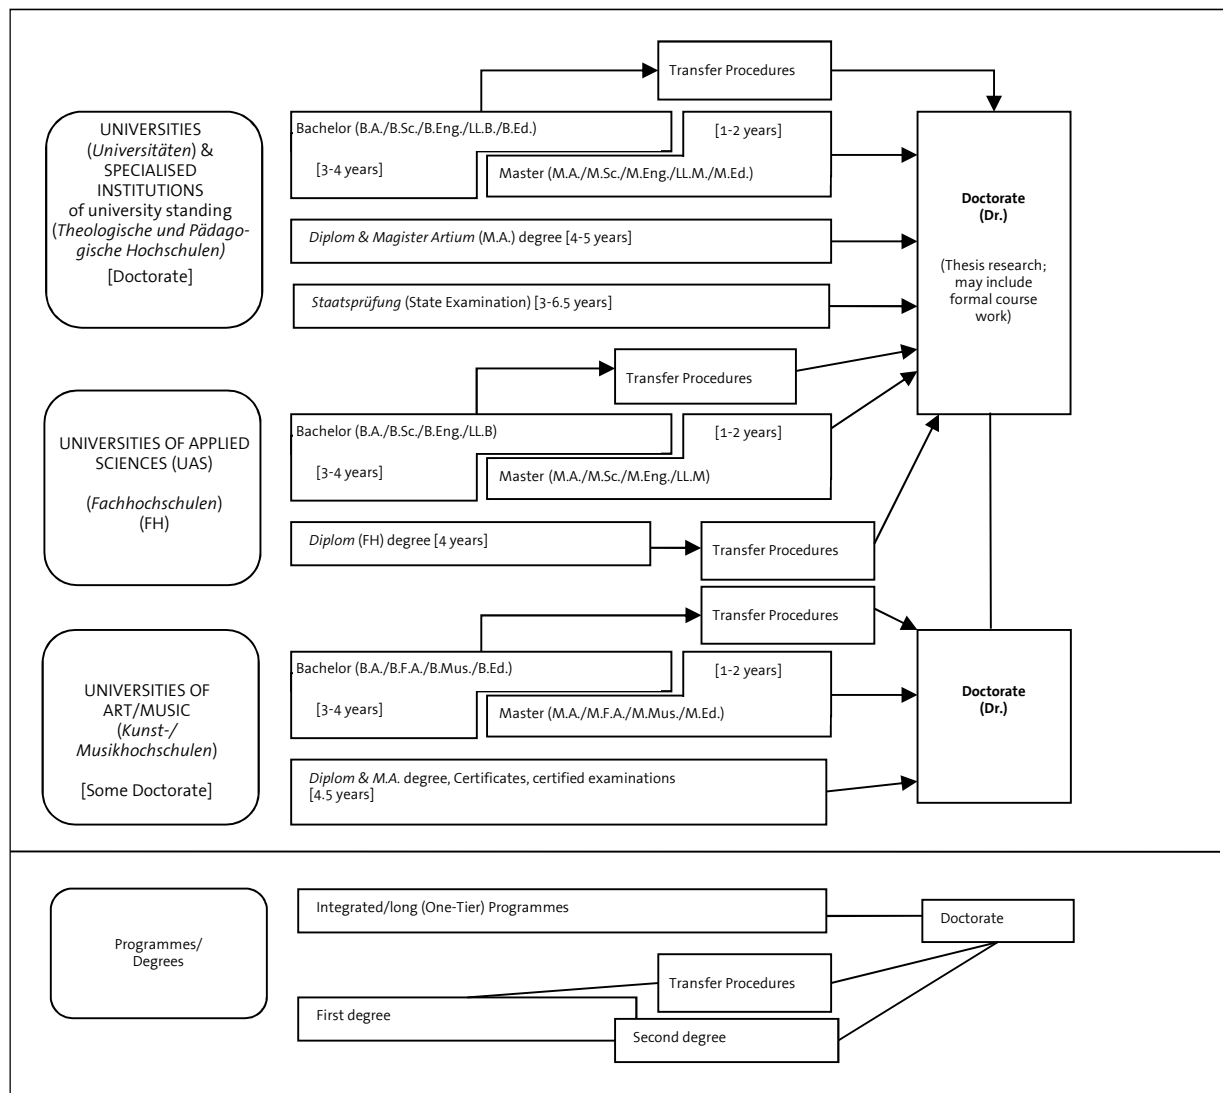 Transfer Procedures
UNIVERSITIES
(Universitäten) &
SPECIALISED
INSTITUTIONS
of university standing
(Theologische und Pädago-
gische Hochschulen)
[Doctorate]
Bachelor (B.A./B.Sc./B.Eng./LL.B./B.Ed.)
[3-4 years]
[1-2 years]
Master (M.A./M.Sc./M.Eng./LL.M./M.Ed.)
Diplom & Magister Artium (M.A.) degree [4-5 years]
Staatsprüfung (State Examination) [3-6.5 years]
Doctorate
(Dr.)
(Thesis research;
may include
formal course
work)
Transfer Procedures
UNIVERSITIES OF APPLIED
SCIENCES (UAS)
(Fachhochschulen)
(FH)
Bachelor (B.A./B.Sc./B.Eng./LL.B)
[3-4 years]
[1-2 years]
Master (M.A./M.Sc./M.Eng./LL.M)
Diplom (FH) degree [4 years]
Transfer Procedures
Transfer Procedures
UNIVERSITIES OF
ART/MUSIC
(Kunst-/
Musikhochschulen)
[Some Doctorate]
Bachelor (B.A./B.F.A./B.Mus./B.Ed.)
[3-4 years]
[1-2 years]
Master (M.A./M.F.A./M.Mus./M.Ed.)
Diplom & M.A. degree, Certificates, certified examinations
[4.5 years]
Doctorate
(Dr.)
Programmes/
Degrees
Integrated/long (One-Tier) Programmes
Doctorate
Transfer Procedures
First degree
Second degree